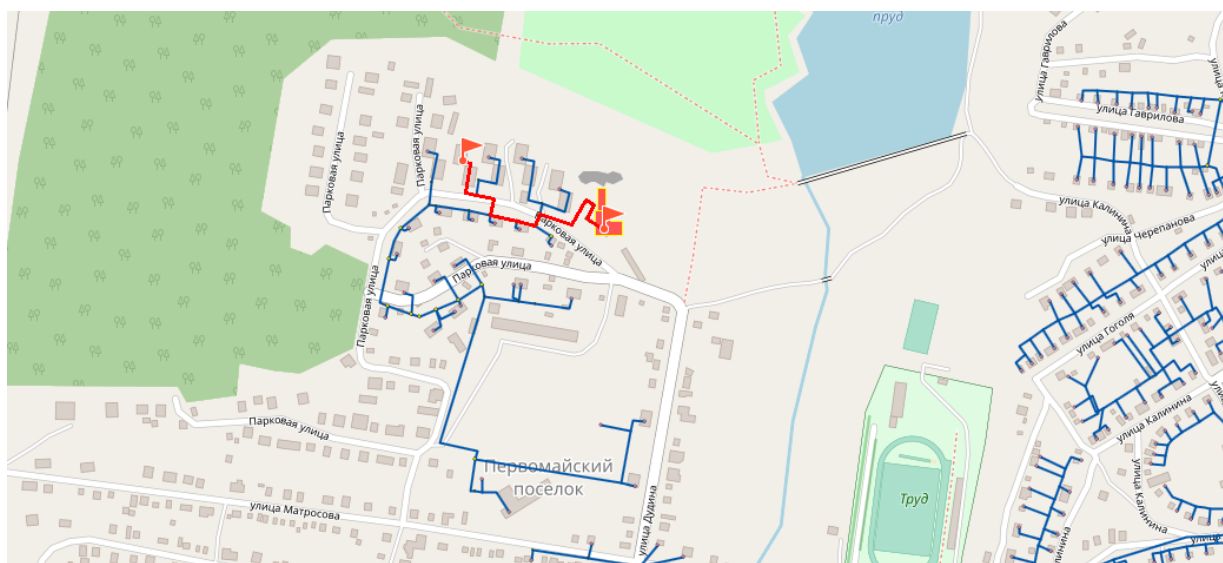 пруд
улица Гаврилова
улица Гаврилова
Парковая улица
Парковая улица
улица Калинина
улица Черепанова
Парковая улица
Парковая улица
Парковая улица
улица Гоголя
Парковая улица
улица Калинина
Первомайский
поселок
улица Матросова
улица Дудина
Труд
улица Калинина